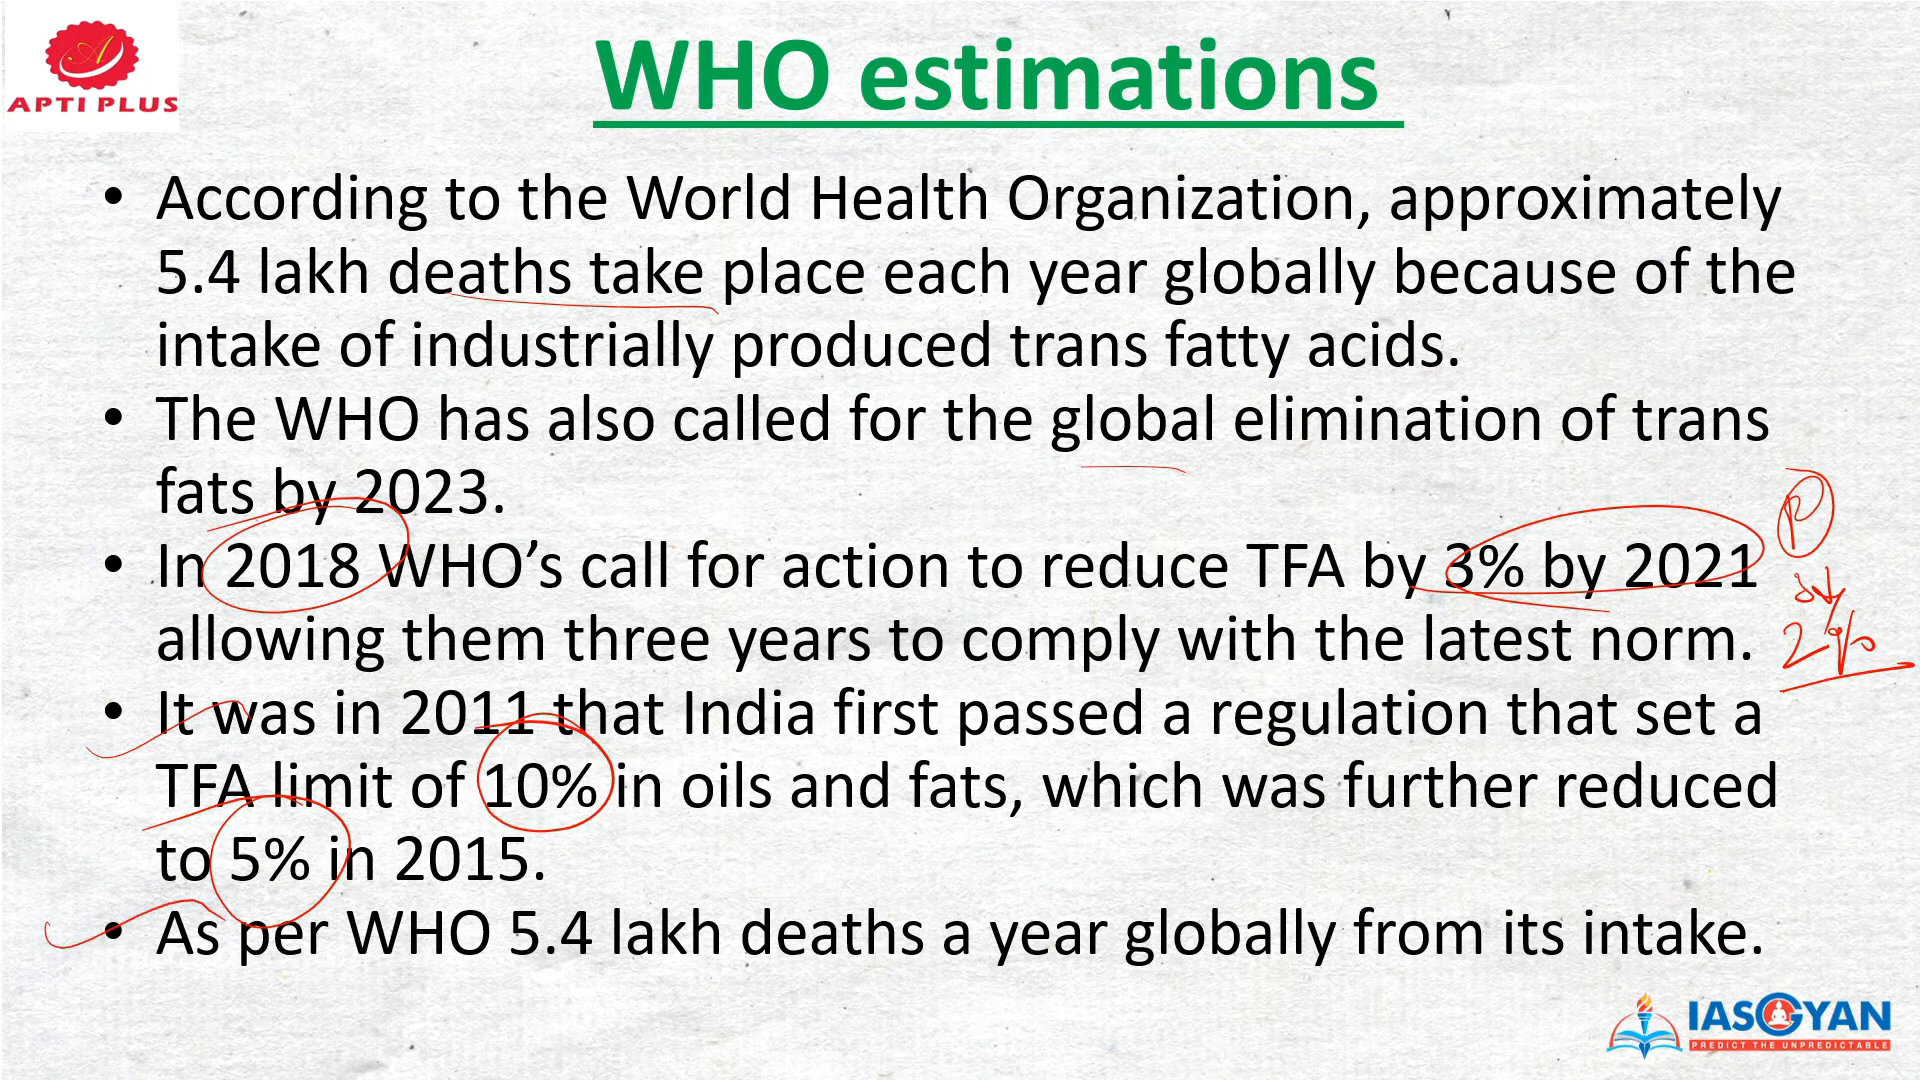 APTI PLUS
WHO estimations
• According to the World Health Organization, approximately
5.4 lakh deaths take place each year globally because of the
intake of industrially produced trans fatty acids.
• The WHO has also called for the global elimination of trans
fats by 2023.
• In 2018 WHO’s call for action to reduce TFA by 3% by 2021
allowing them three years to comply with the latest norm.
2%
• It was in 2011 that India first passed a regulation that set a
TFA limit of 10% in oils and fats, which was further reduced
to 5% in 2015.
• As per WHO 5.4 lakh deaths a year globally from its intake.
IASGYAN
PREDICT THE UNPREDICTABLE